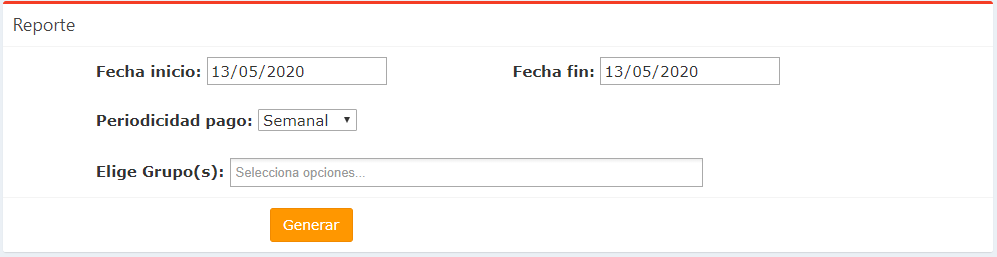 Reporte
Fecha inicio: 13/05/2020 Fecha fin: 13/05/2020
Periodicidad pago: Semanal
Elige Grupo(s): Selecciona opciones...
Generar